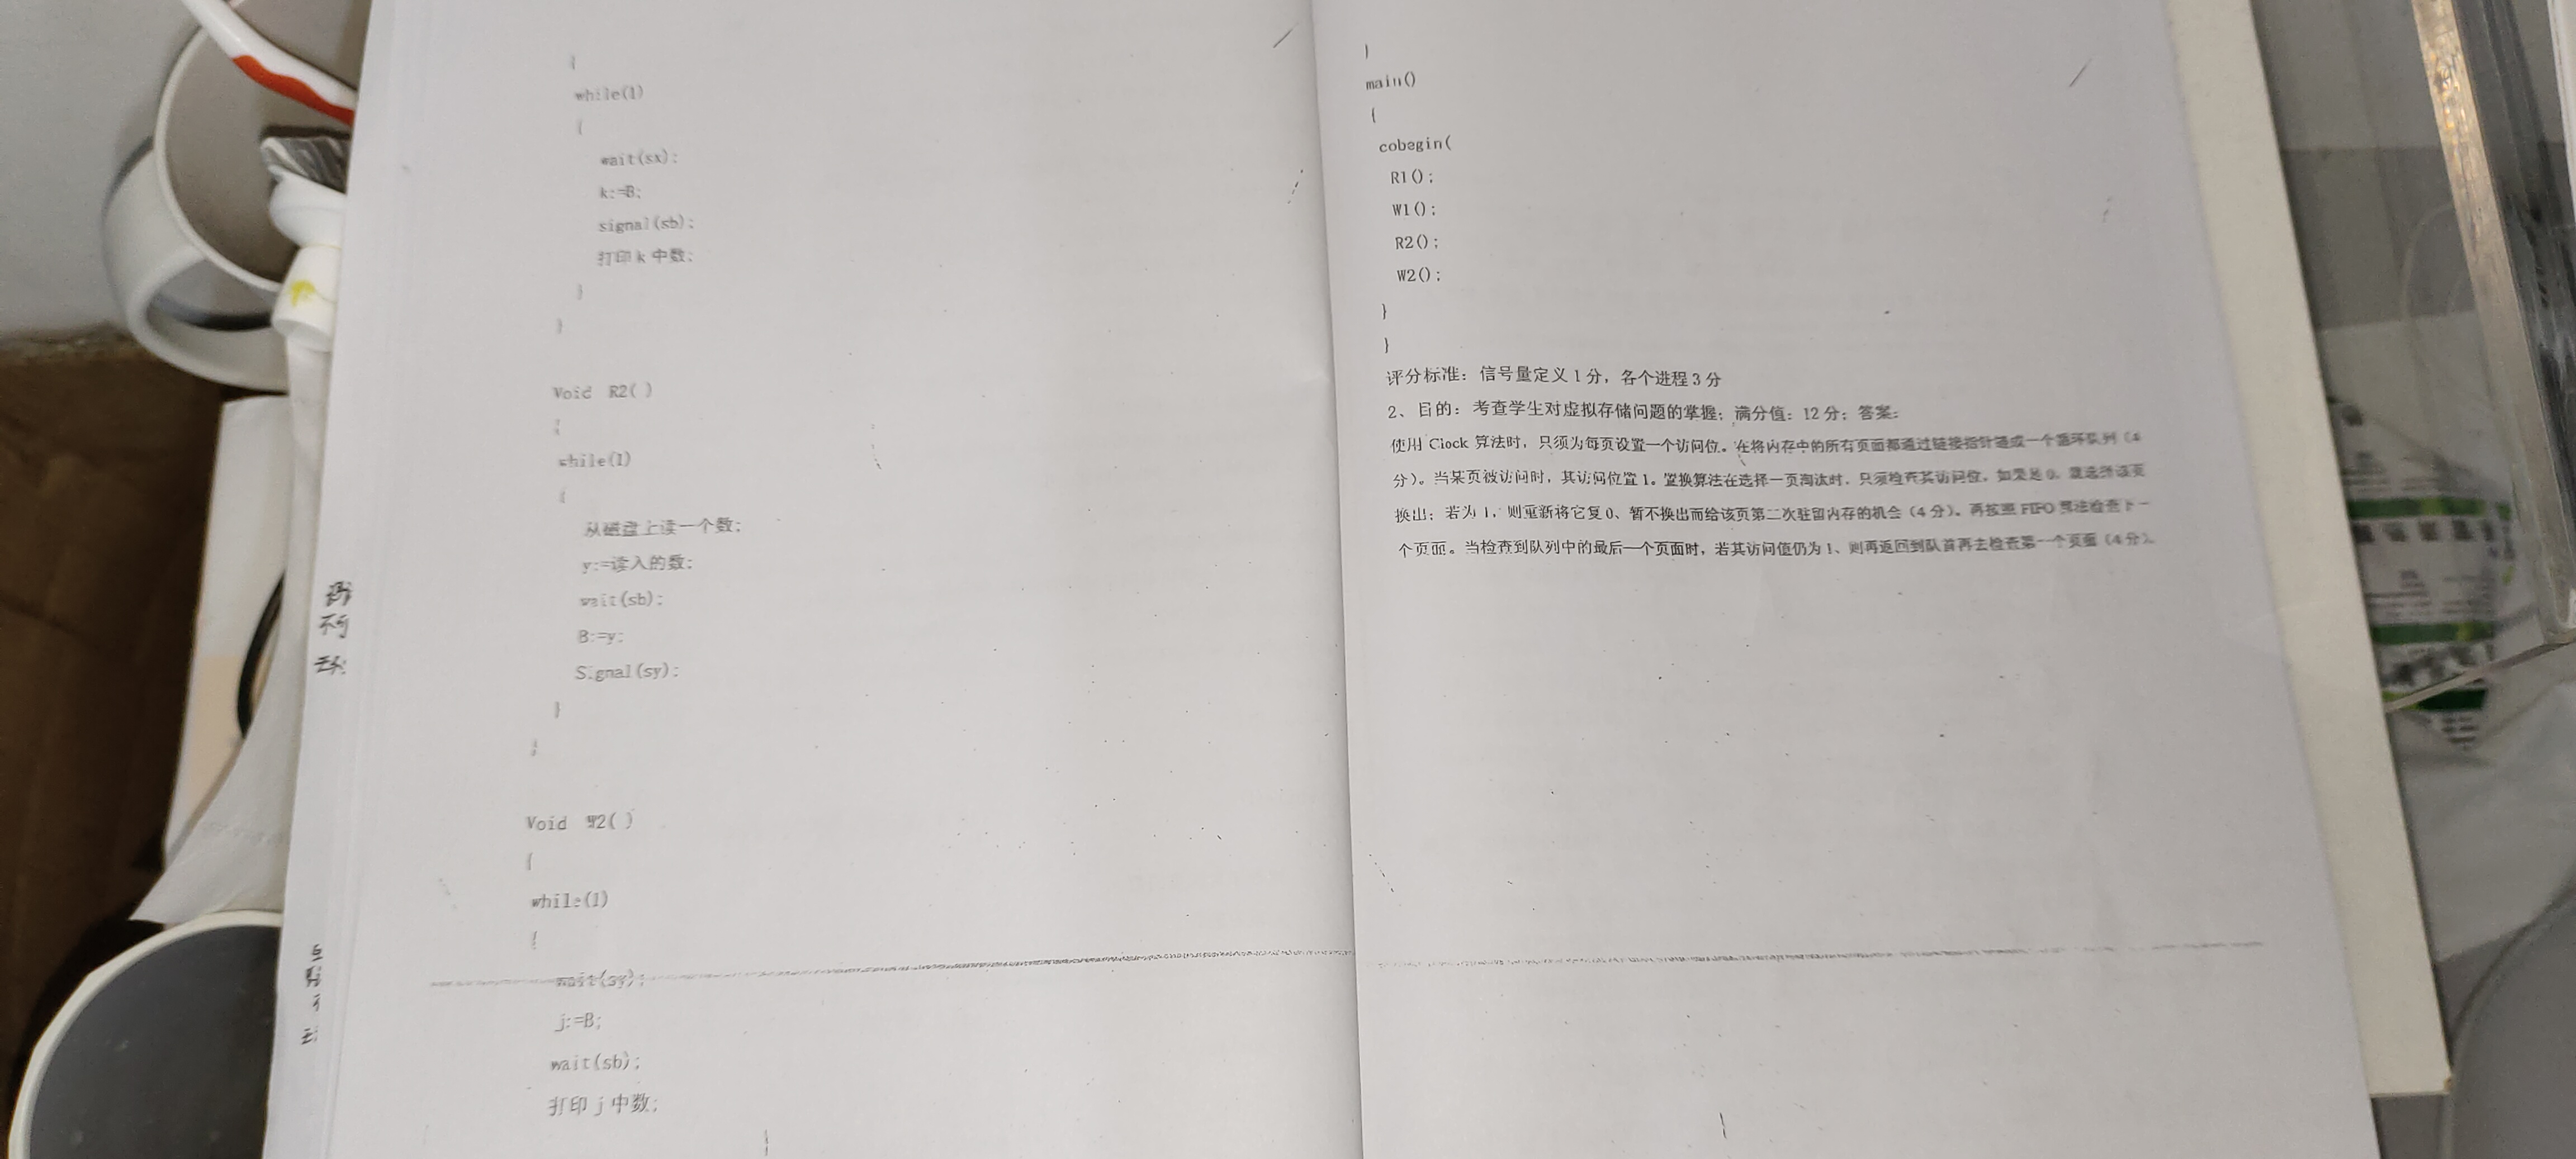 {
while(1)
{
wait(sx);
k:=B;
signal(sb);
打印 k 中数;
}
}
Void R2( )
{
while(1)
{
从磁盘上读一个数;
y:=读入的数;
wait(sb);
B:=y;
Signal(sy);
}
}
Void W2( )
{
while(1)
{
wait(sy);
j:=B;
wait(sb);
打印 j 中数;
}
main()
{
cobegin(
R1();
W1();
R2();
W2();
}
}
评分标准：信号量定义 1 分，各个进程 3 分
2、目的：考查学生对虚拟存储问题的掌握；满分值：12 分；答案：
使用 Clock 算法时，只须为每页设置一个访问位。在将内存中的所有页面都通过链接指针链成一个循环队列（4
分）。当某页被访问时，其访问位置 1。置换算法在选择一页淘汰时，只须检查其访问位，如果是 0，就选择该页
换出；若为 1，则重新将它复 0、暂不换出而给该页第二次驻留内存的机会（4 分）。再按照 FIFO 算法检查下一
个页面。当检查到队列中的最后一个页面时，若其访问位仍为 1、则再返回到队首再去检查第一个页面（4 分）。